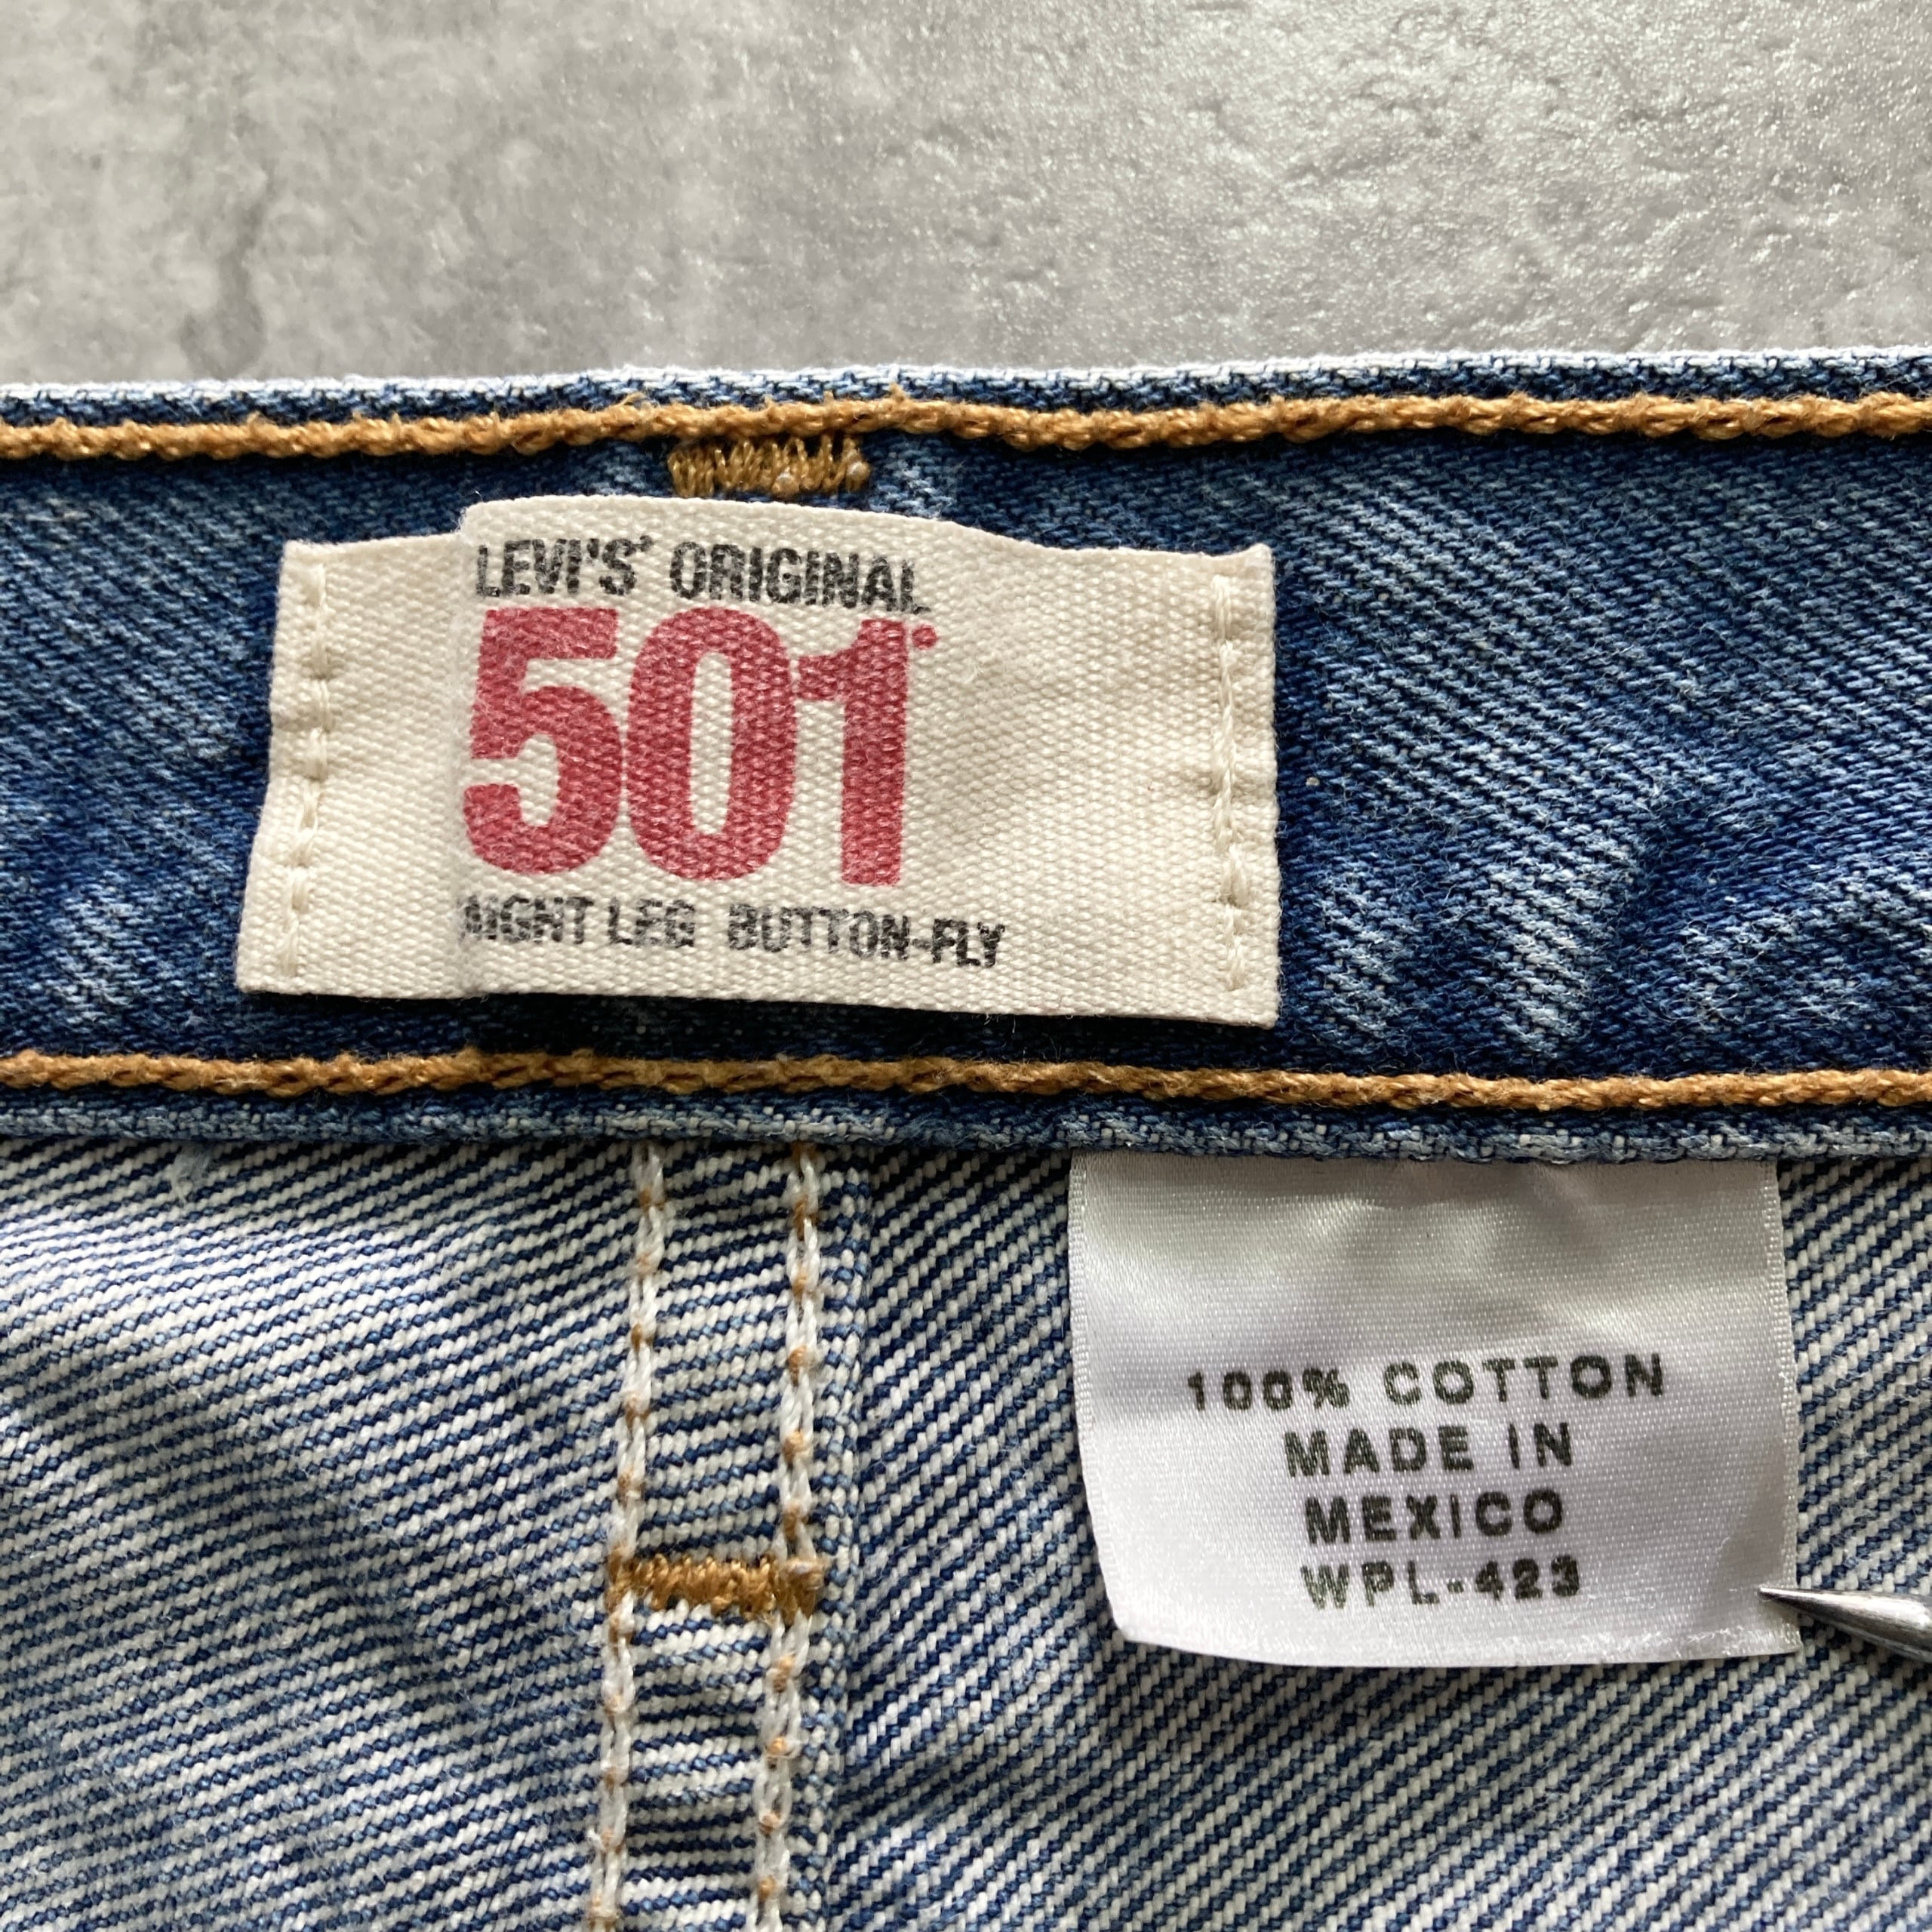 LEVI'S® ORIGINAL
501®
AIGHT LEG BUTTON-FLY
100% COTTON
MADE IN
MEXICO
WPL-423